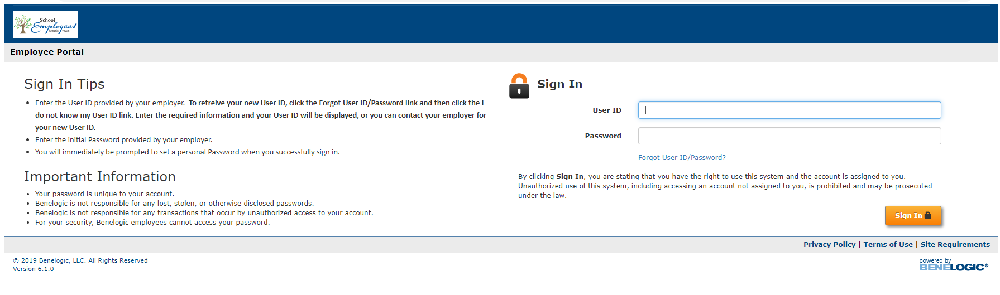 School
Employees'
Benefit Trust
Employee Portal
Sign In Tips
Enter the User ID provided by your employer. To retreive your new User ID, click the Forgot User ID/Password link and then click the I
do not know my User ID link. Enter the required information and your User ID will be displayed, or you can contact your employer for
your new User ID.
Enter the initial Password provided by your employer.
You will immediately be prompted to set a personal Password when you successfully sign in.
Important Information
Your password is unique to your account.
Benelogic is not responsible for any lost, stolen, or otherwise disclosed passwords.
Benelogic is not responsible for any transactions that occur by unauthorized access to your account.
For your security, Benelogic employees cannot access your password.
Sign In
User ID
Password
Forgot User ID/Password?
By clicking Sign In, you are stating that you have the right to use this system and the account is assigned to you.
Unauthorized use of this system, including accessing an account not assigned to you, is prohibited and may be prosecuted
under the law.
Sign In
Privacy Policy | Terms of Use | Site Requirements
© 2019 Benelogic, LLC. All Rights Reserved
Version 6.1.0
powered by
BENELOGIC®